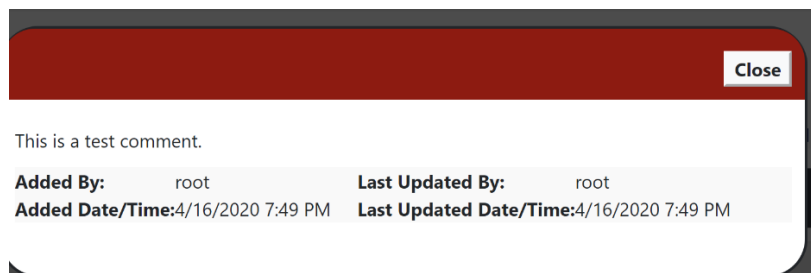 Close
This is a test comment.
Added By: root Last Updated By: root
Added Date/Time:4/16/2020 7:49 PM Last Updated Date/Time:4/16/2020 7:49 PM